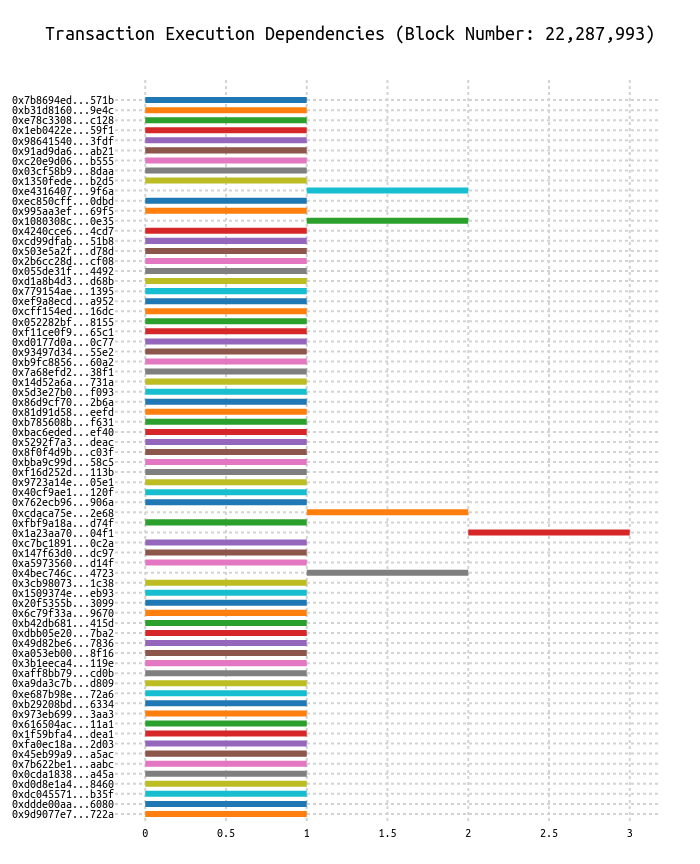 Transaction Execution Dependencies (Block Number: 22,287,993)
0x7b8694ed...571b
0xb31d8160...9e4c
0xe78c3308...c128
0x1eb0422e...59f1
0x98641540...3fdf
0x91ad9da6...ab21
0xc20e9d06...b555
0x03cf58b9...8daa
0x1350fede...b2d5
0xe4316407...9f6a
0xec850cff...0dbd
0x995aa3ef...69f5
0x1080308c...0e35
0x4240cce6...4cd7
0xcd99dfab...51b8
0x503e5a2f...d78d
0x2b6cc28d...cf08
0x055de31f...4492
0xd1a8b4d3...d68b
0x779154ae...1395
0xef9a8ecd...a952
0xcff154ed...16dc
0x052282bf...8155
0xf11ce0f9...65c1
0xd0177d0a...0c77
0x93497d34...55e2
0xb9fc8856...60a2
0x7a68efd2...38f1
0x14d52a6a...731a
0x5d3e27b0...f093
0x86d9cf70...2b6a
0x81d91d58...eefd
0xb785608b...f631
0xbac6eded...ef40
0x5292f7a3...deac
0x8f0f4d9b...c03f
0xbba9c99d...58c5
0xf16d252d...113b
0x9723a14e...05e1
0x40cf9ae1...120f
0x762ecb96...906a
0xcdaca75e...2e68
0xfbf9a18a...d74f
0x1a23aa70...04f1
0xc7bc1891...0c2a
0x147f63d0...dc97
0xa5973560...d14f
0x4bec746c...4723
0x3cb98073...1c38
0x1509374e...eb93
0x20f5355b...3099
0x6c79f33a...9670
0xb42db681...415d
0xdbb05e20...7ba2
0x49d82be6...7836
0xa053eb00...8f16
0x3b1eeca4...119e
0xaff8bb79...cd0b
0xa9da3c7b...d809
0xe687b98e...72a6
0xb29208bd...6334
0x973eb699...3aa3
0x616504ac...11a1
0x1f59bfa4...dea1
0xfa0ec18a...2d03
0x45eb99a9...a5ac
0x7b622be1...aabc
0x0cda1838...a45a
0xd0d8e1a4...8460
0xdc045571...b35f
0xddde00aa...6080
0x9d9077e7...722a
0 0.5 1 1.5 2 2.5 3